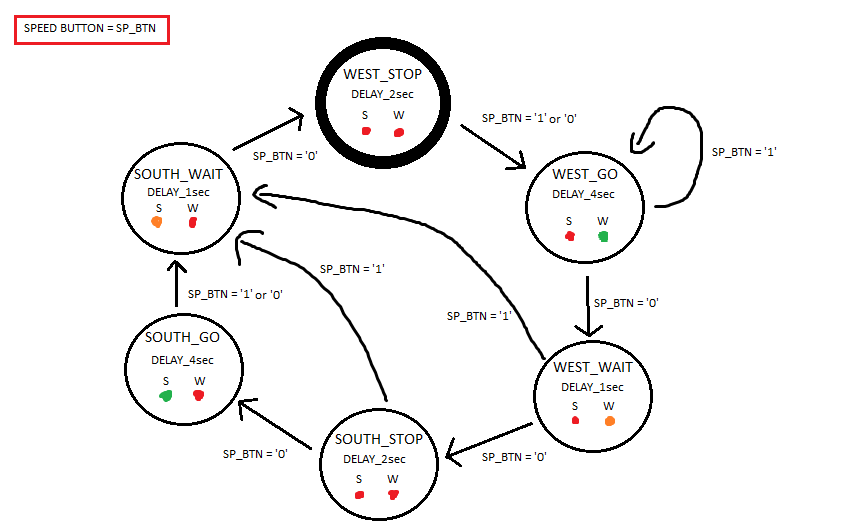 SPEED BUTTON = SP_BTN
WEST_STOP
DELAY_2sec
S W
SP_BTN = '1' or '0'
WEST_GO
DELAY_4sec
S W
SP_BTN = '1'
SP_BTN = '0'
WEST_WAIT
DELAY_1sec
S W
SP_BTN = '1'
SP_BTN = '0'
SOUTH_STOP
DELAY_2sec
S W
SP_BTN = '1'
SP_BTN = '0'
SOUTH_GO
DELAY_4sec
S W
SP_BTN = '1' or '0'
SOUTH_WAIT
DELAY_1sec
S W
SP_BTN = '0'